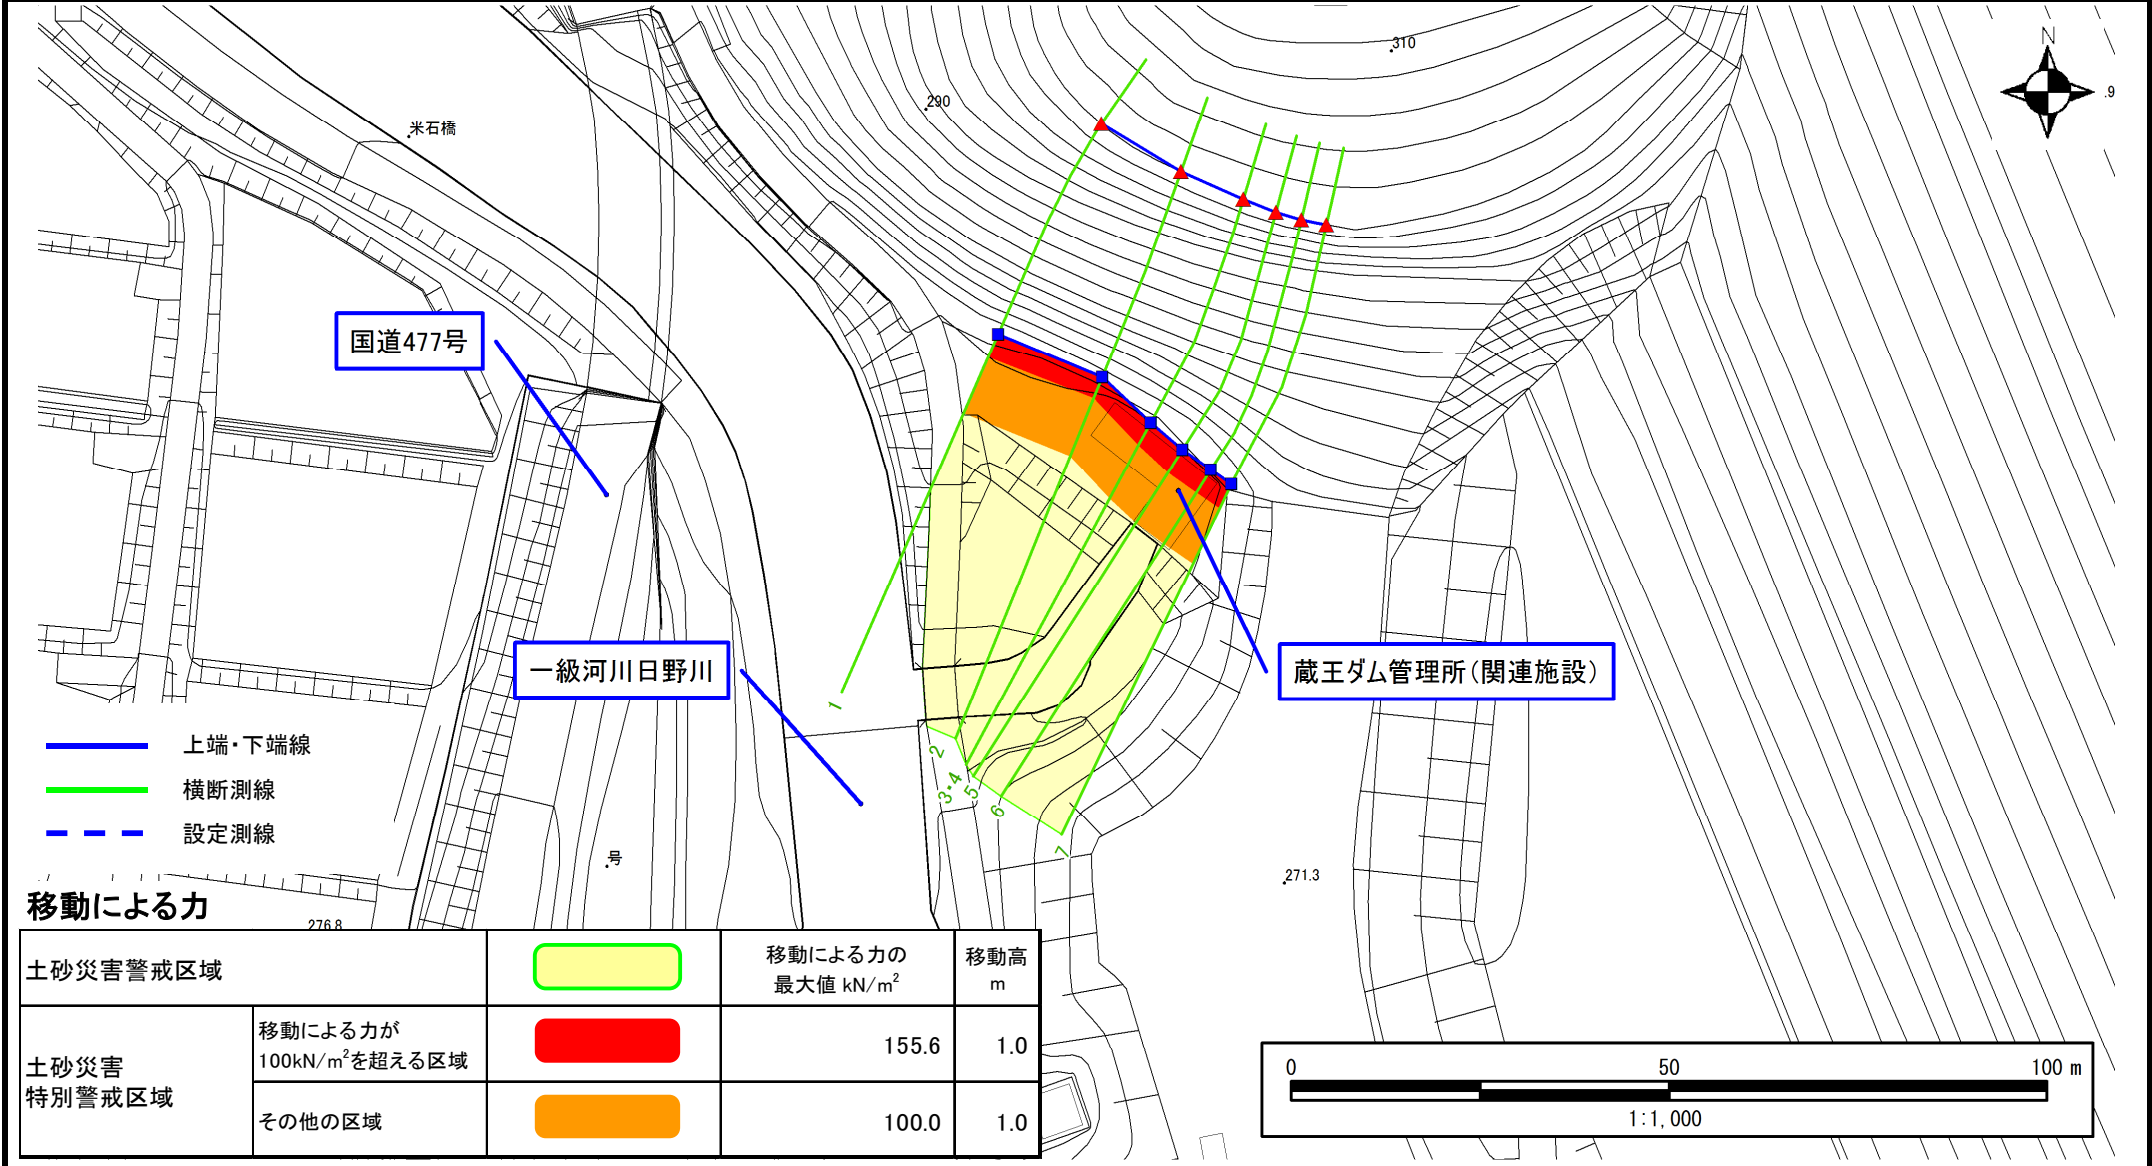 310
N
.9
290
米石橋
国道477号
一級河川日野川
蔵王ダム管理所(関連施設)
1
2
3・4
5
6
7
上端・下端線
横断測線
設定測線
号
271.3
276.8
移動による力
土砂災害警戒区域
移動による力の
最大値 kN/m²
移動高
m
土砂災害
特別警戒区域
移動による力が
100kN/m²を超える区域
155.6
1.0
その他の区域
100.0
1.0
0 50 100 m
1:1,000